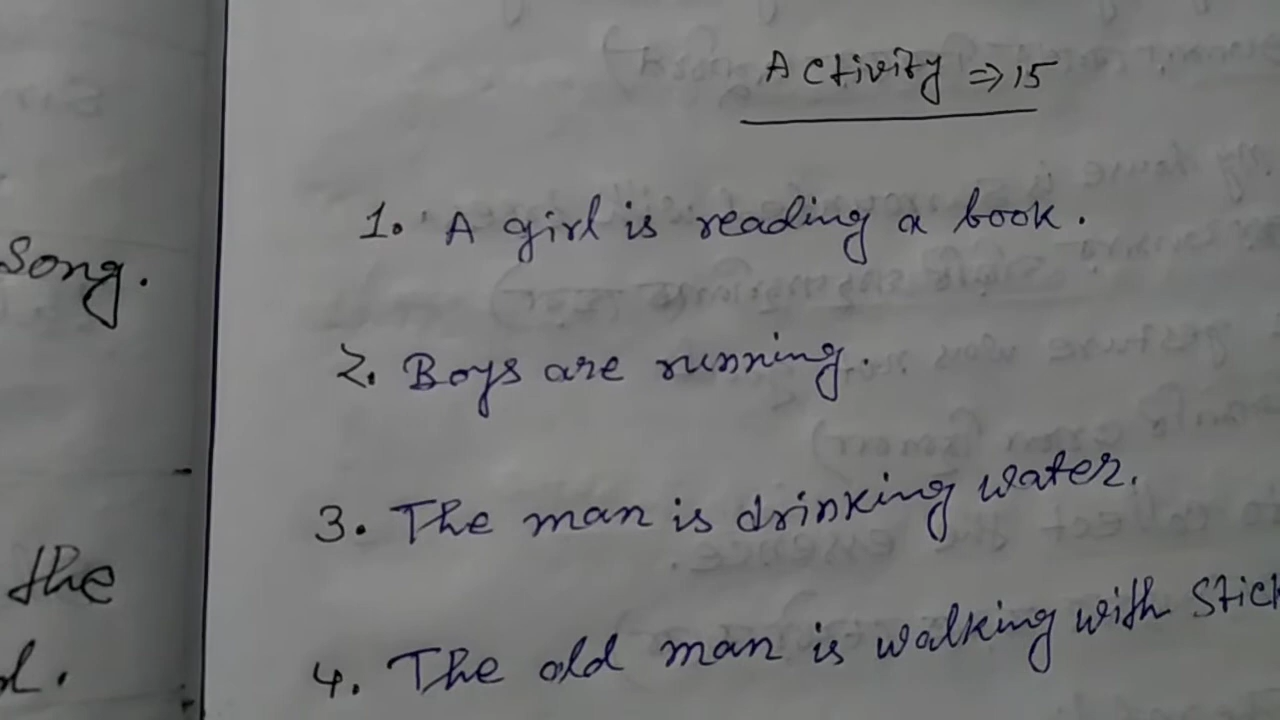 Song.
the
Activity ⇒ 15
1. A girl is reading a book.
2. Boys are running.
3. The man is drinking water.
4. The old man is walking with stick